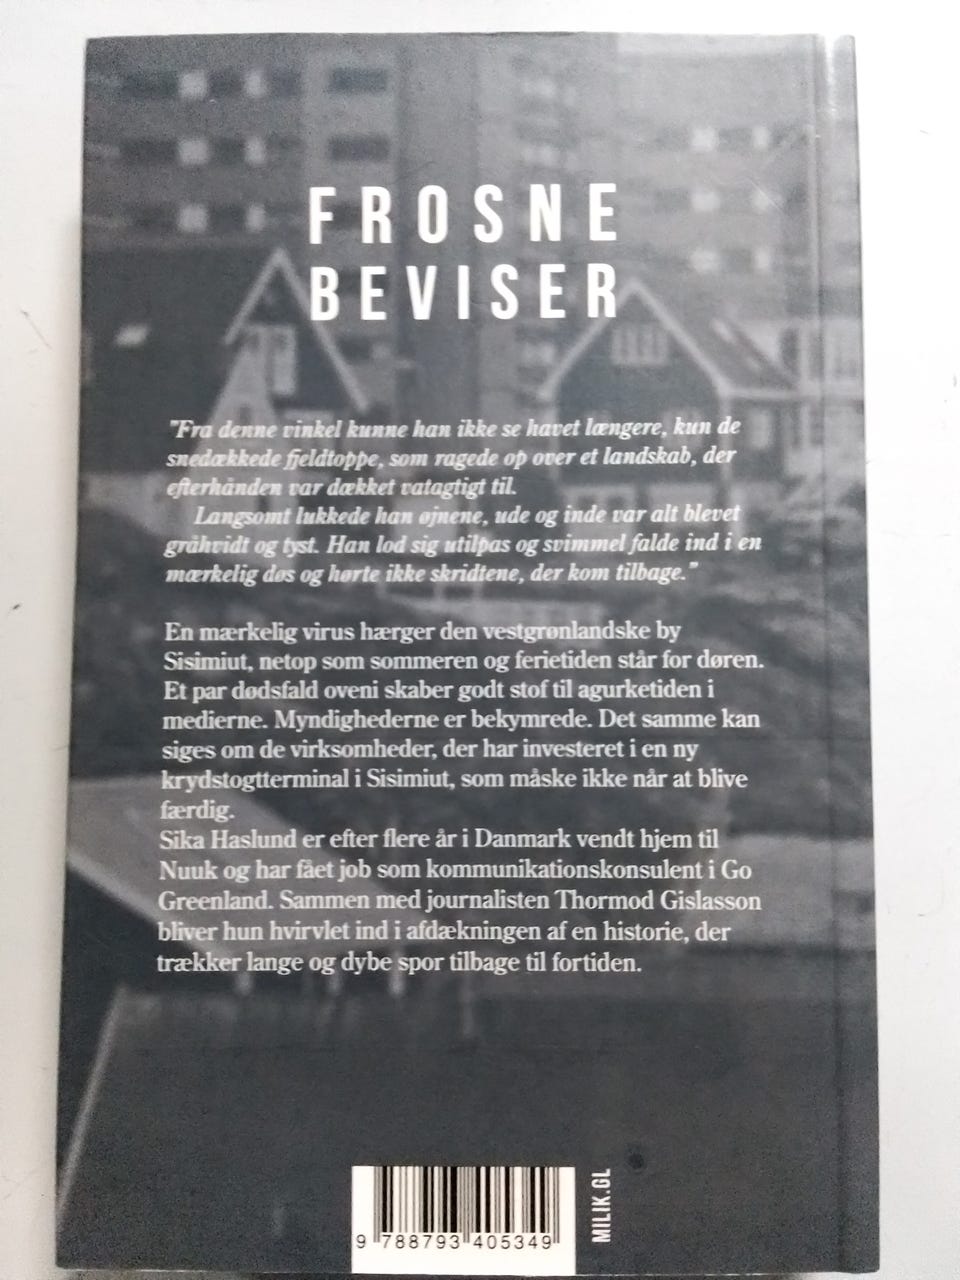 FROSNE
BEVISER
"Fra denne vinkel kunne han ikke se havet længere, kun de
snedækkede fjeldtoppe, som ragede op over et landskab, der
efterhånden var dækket vatagtigt til.
Langsomt lukkede han øjnene, ude og inde var alt blevet
gråhvidt og tyst. Han lod sig utilpas og svimmel falde ind i en
mærkelig døs og hørte ikke skridtene, der kom tilbage."
En mærkelig virus hærger den vestgrønlandske by
Sisimiut, netop som sommeren og ferietiden står for døren.
Et par dødsfald oveni skaber godt stof til agurketiden i
medierne. Myndighederne er bekymrede. Det samme kan
siges om de virksomheder, der har investeret i en ny
krydstogtterminal i Sisimiut, som måske ikke når at blive
færdig.
Sika Haslund er efter flere år i Danmark vendt hjem til
Nuuk og har fået job som kommunikationskonsulent i Go
Greenland. Sammen med journalisten Thormod Gislasson
bliver hun hvirvlet ind i afdækningen af en historie, der
trækker lange og dybe spor tilbage til fortiden.
9 788793 405349
MILIK.GL